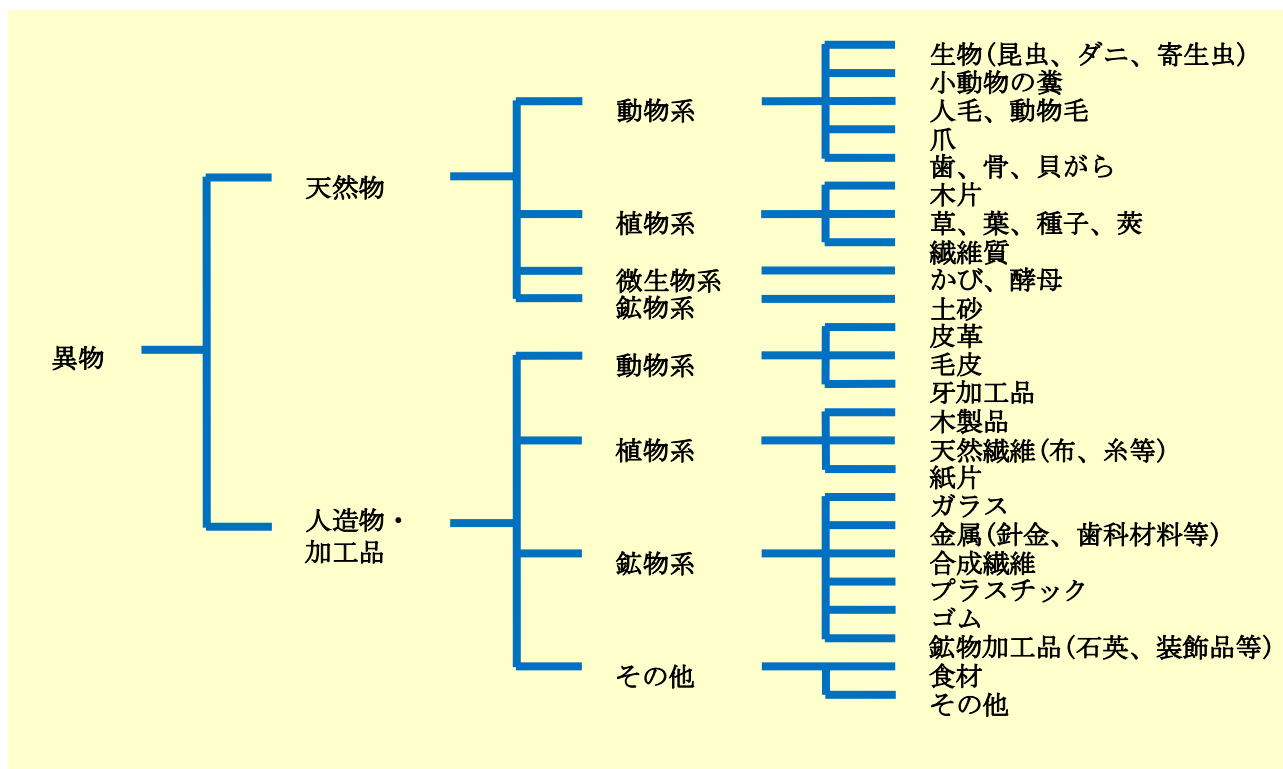 異物
天然物
動物系
生物(昆虫、ダニ、寄生虫)
小動物の糞
人毛、動物毛
爪
歯、骨、貝がら
植物系
木片
草、葉、種子、莢
繊維質
微生物系
かび、酵母
鉱物系
土砂
人造物・
加工品
動物系
皮革
毛皮
牙加工品
植物系
木製品
天然繊維(布、糸等)
紙片
鉱物系
ガラス
金属(針金、歯科材料等)
合成繊維
プラスチック
ゴム
鉱物加工品(石英、装飾品等)
その他
食材
その他